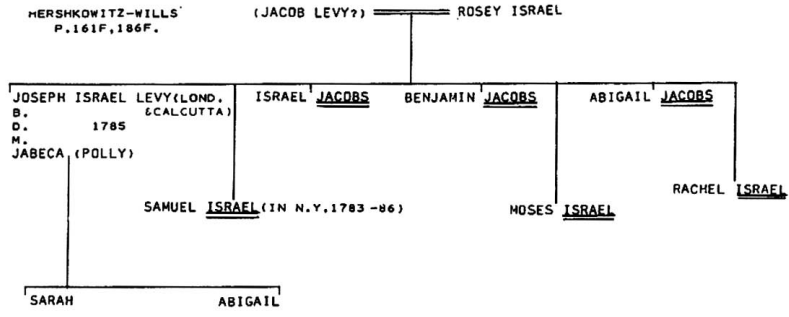 HERSHKOWITZ-WILLS
P.161F,186F.
(JACOB LEVY?) ROSEY ISRAEL
JOSEPH ISRAEL LEVY(LOND.
&CALCUTTA)
B.
D. 1785
M.
JABECA (POLLY)
ISRAEL JACOBS
BENJAMIN JACOBS
ABIGAIL JACOBS
SAMUEL ISRAEL(IN N.Y,1783-86)
MOSES ISRAEL
RACHEL ISRAEL
SARAH ABIGAIL